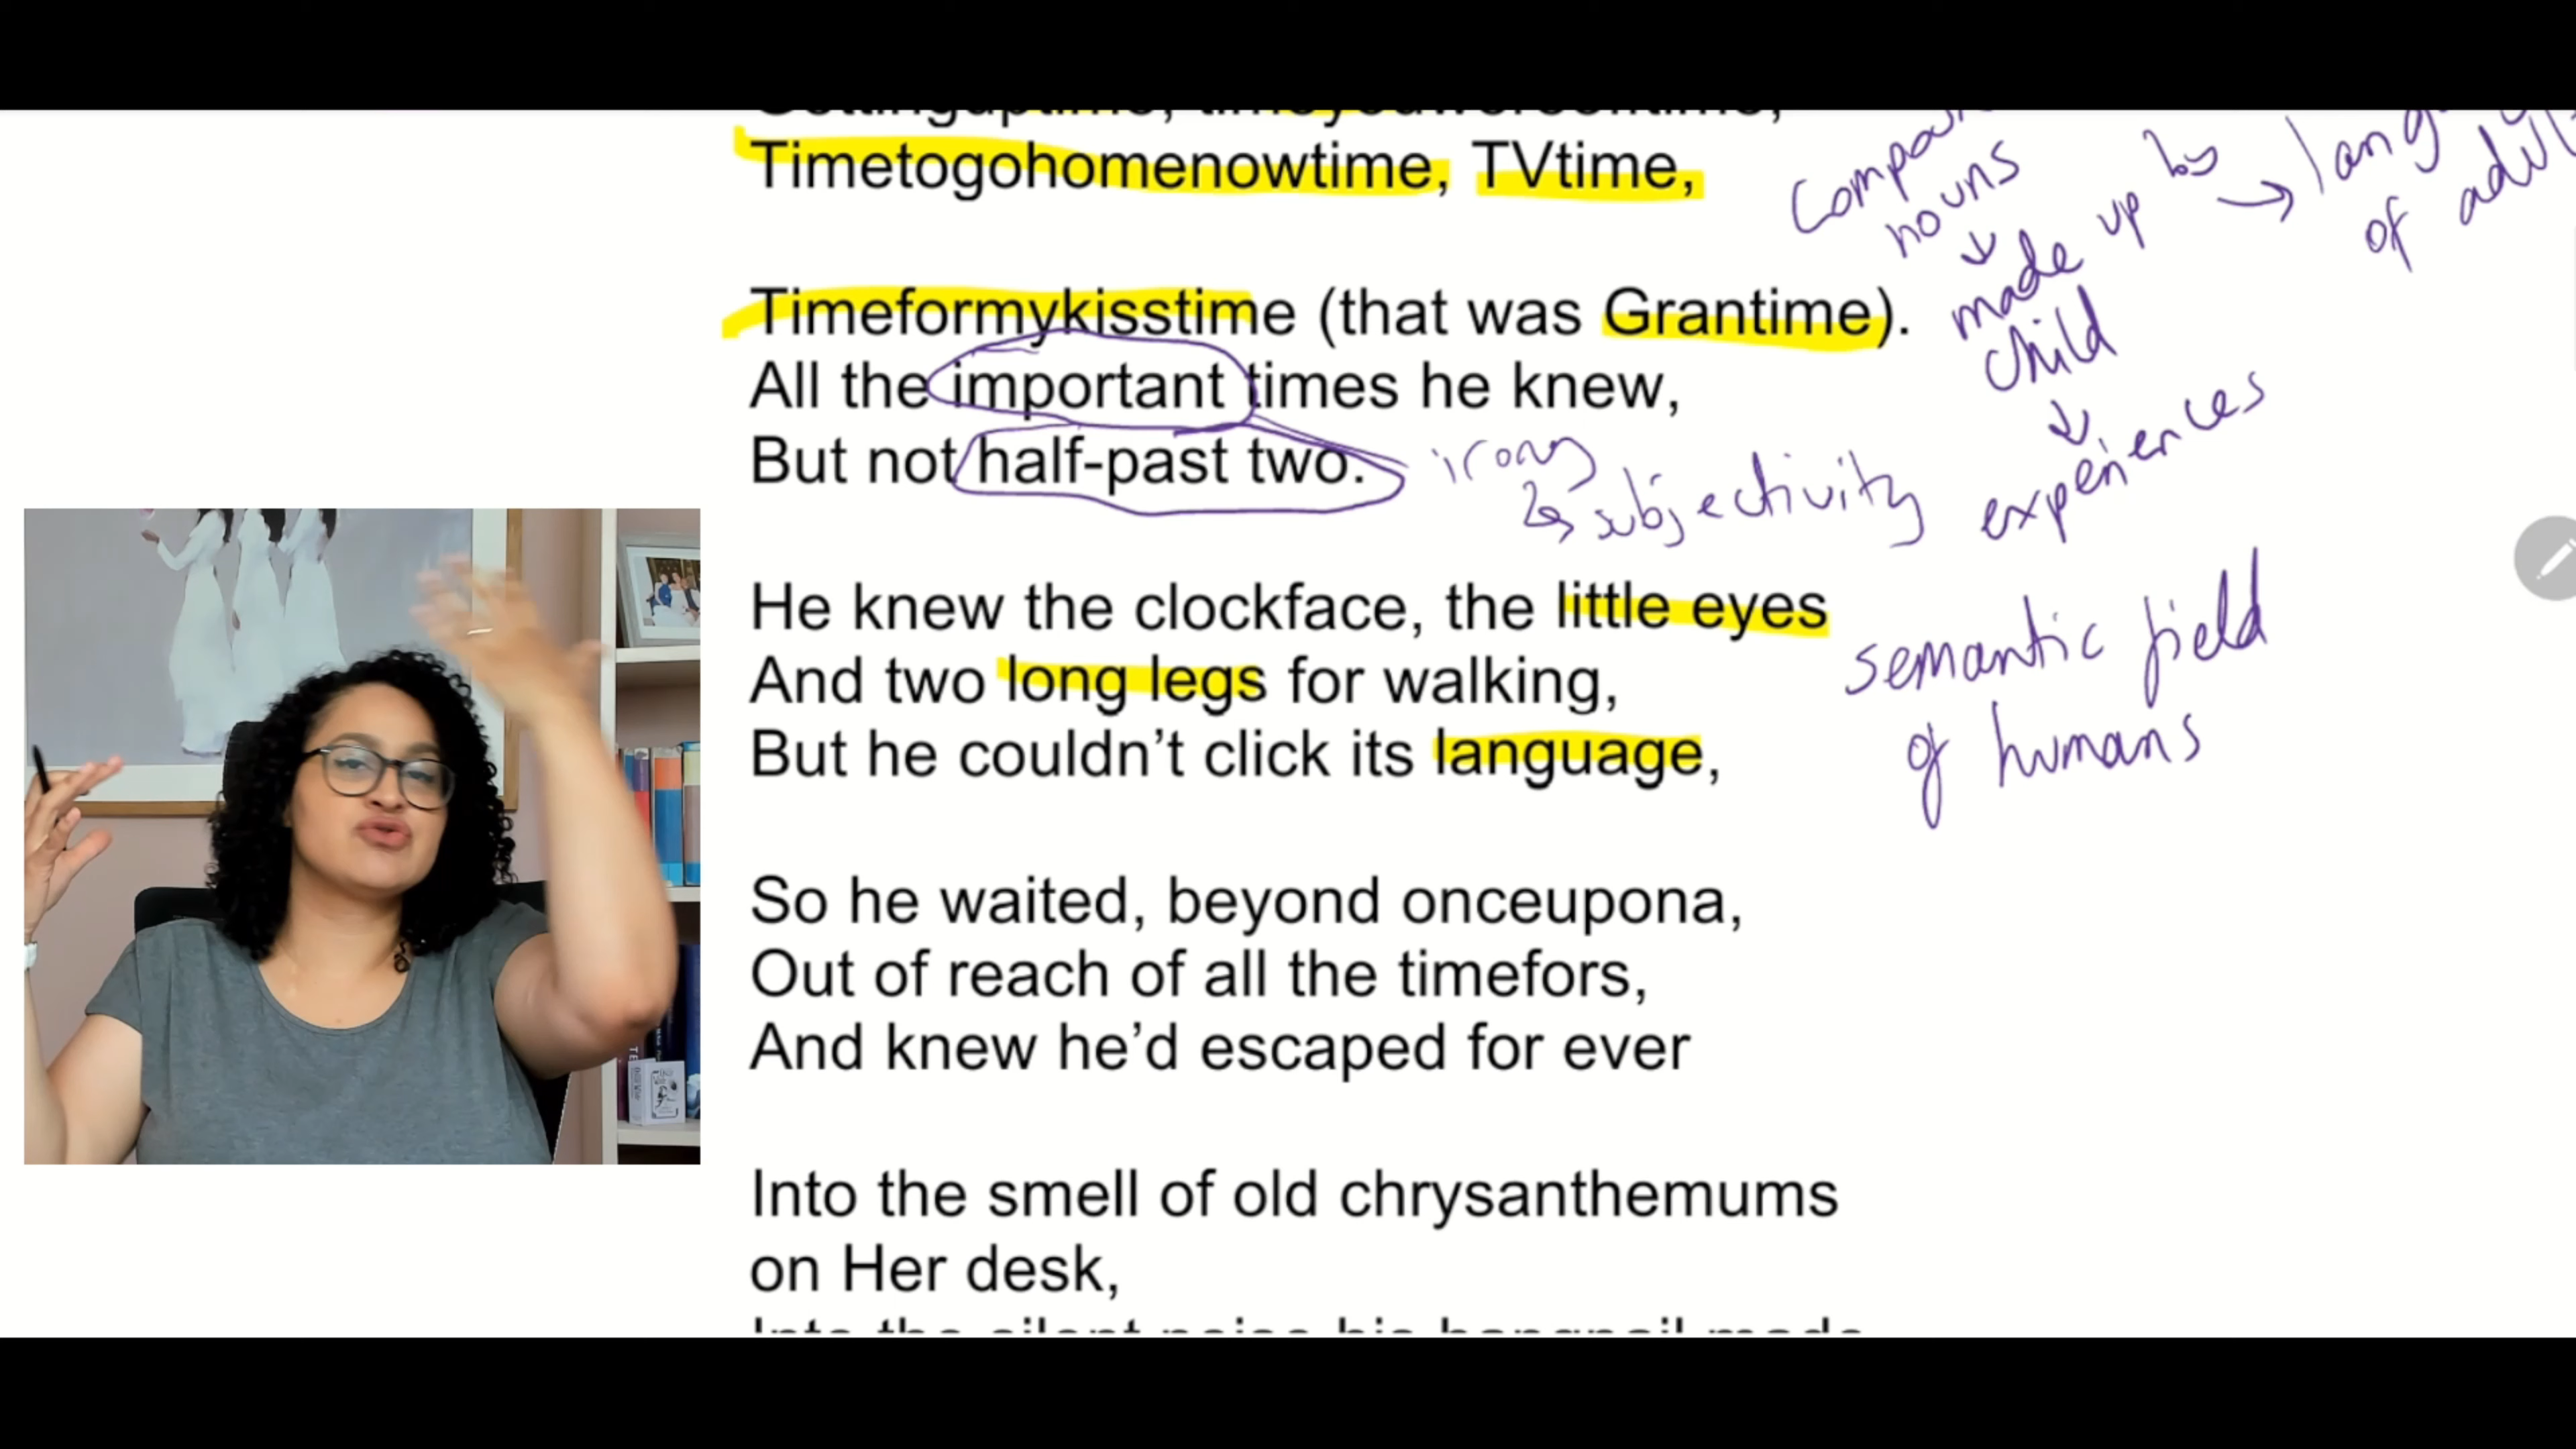 Gettinguptime, timeyouwereofftime,
Timetogohomenowtime, TVtime,
Timeformykisstime (that was Grantime).
All the important times he knew,
But not half-past two.
He knew the clockface, the little eyes
And two long legs for walking,
But he couldn’t click its language,
So he waited, beyond onceupona,
Out of reach of all the timefors,
And knew he’d escaped for ever
Into the smell of old chrysanthemums
on Her desk,
nouns
made up by
child
experiences
of
irony
subjectivity
semantic field
of humans